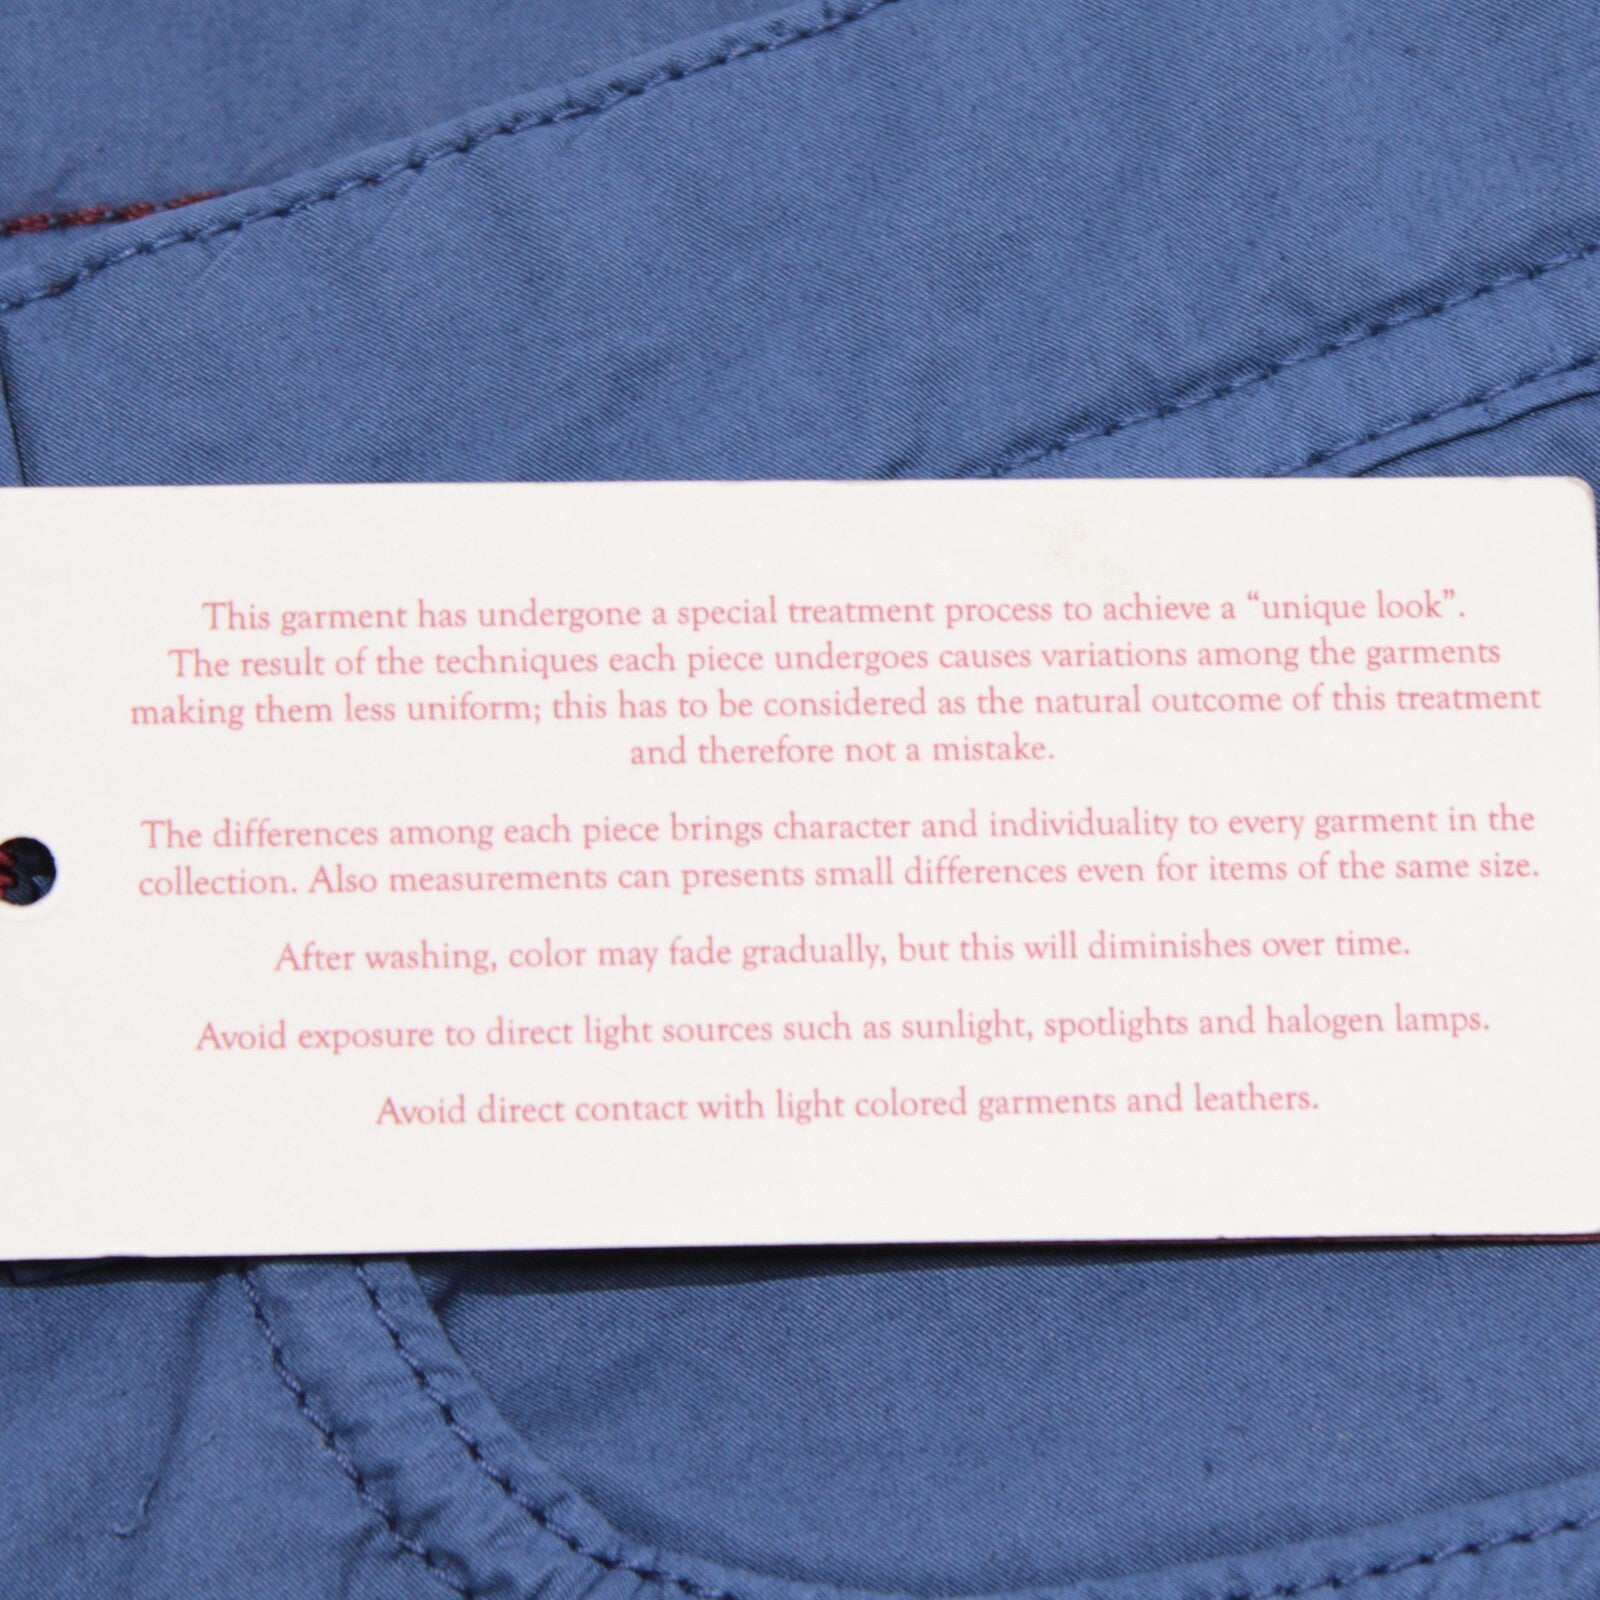 This garment has undergone a special treatment process to achieve a “unique look”.
The result of the techniques each piece undergoes causes variations among the garments
making them less uniform; this has to be considered as the natural outcome of this treatment
and therefore not a mistake.
The differences among each piece brings character and individuality to every garment in the
collection. Also measurements can presents small differences even for items of the same size.
After washing, color may fade gradually, but this will diminishes over time.
Avoid exposure to direct light sources such as sunlight, spotlights and halogen lamps.
Avoid direct contact with light colored garments and leathers.